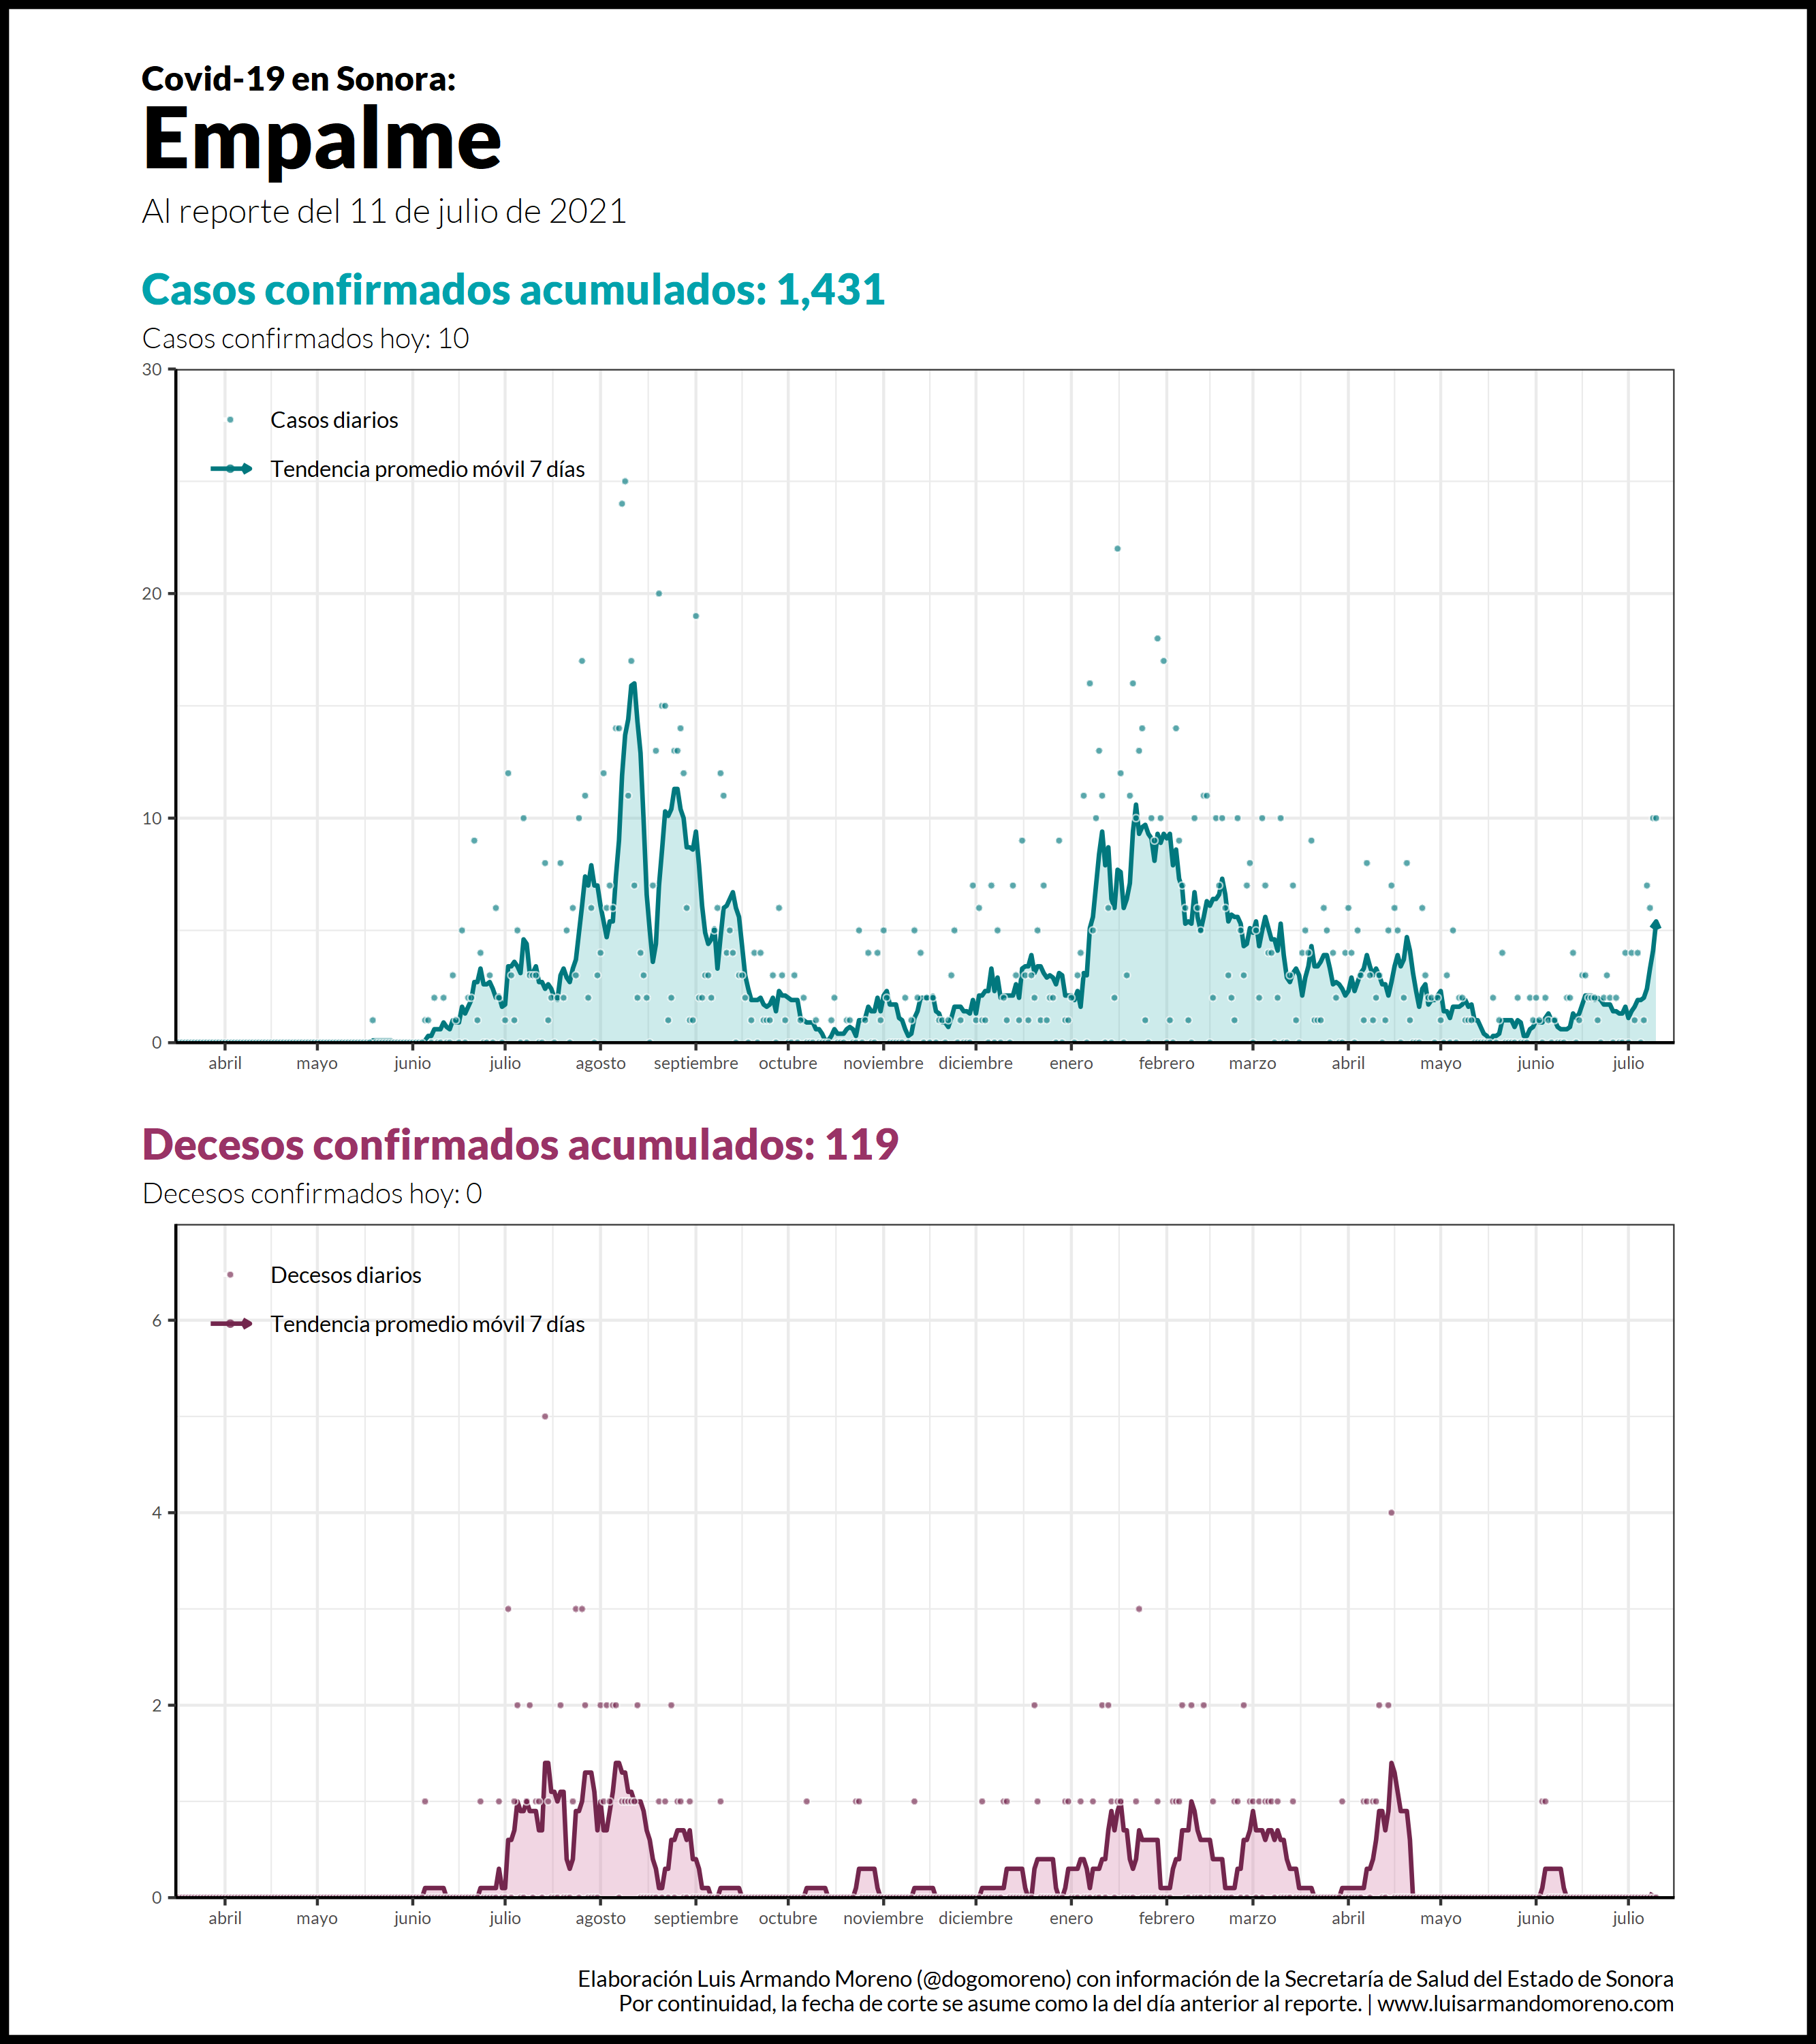 Covid-19 en Sonora:
Empalme
Al reporte del 11 de julio de 2021
Casos confirmados acumulados: 1,431
Casos confirmados hoy: 10
30
Casos diarios
Tendencia promedio móvil 7 días
20
10
0
abril mayo junio julio agosto septiembre octubre noviembre diciembre enero febrero marzo abril mayo junio julio
Decesos confirmados acumulados: 119
Decesos confirmados hoy: 0
Decesos diarios
6
Tendencia promedio móvil 7 días
4
2
0
abril mayo junio julio agosto septiembre octubre noviembre diciembre enero febrero marzo abril mayo junio julio
Elaboración Luis Armando Moreno (@dogomoreno) con información de la Secretaría de Salud del Estado de Sonora
Por continuidad, la fecha de corte se asume como la del día anterior al reporte. | www.luisarmandomoreno.com